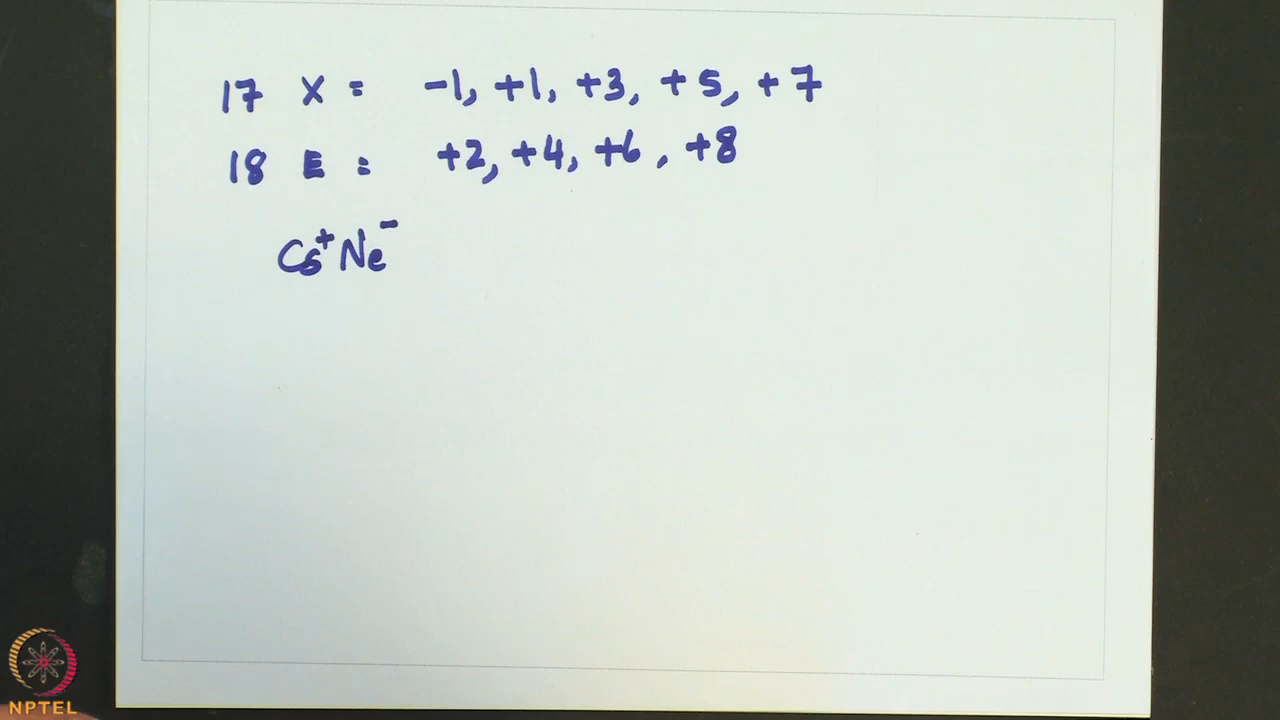 17 X = -1, +1, +3, +5, +7
18 E = +2, +4, +6, +8
Cs⁺Ne⁻
NPTEL